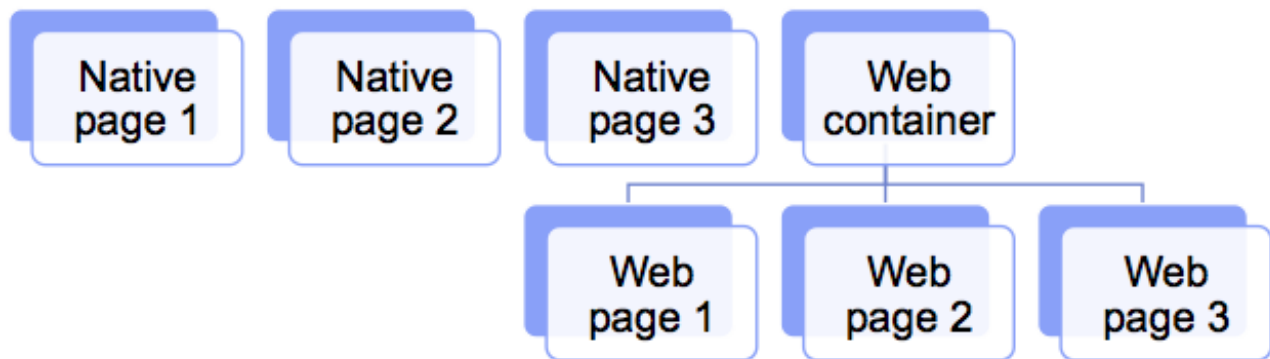 Native
page 1
Native
page 2
Native
page 3
Web
container
Web
page 1
Web
page 2
Web
page 3